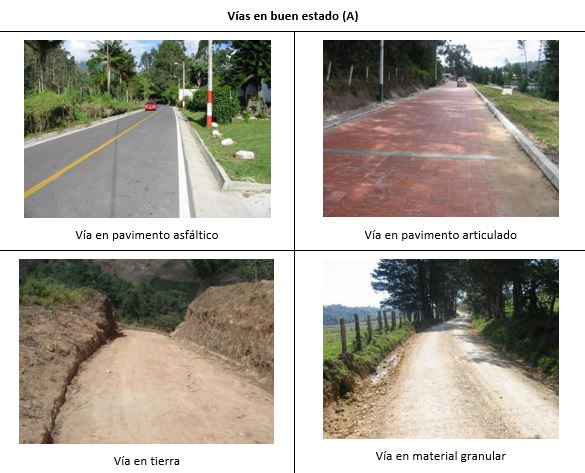 Vías en buen estado (A)
Vía en pavimento asfáltico
Vía en pavimento articulado
Vía en tierra
Vía en material granular